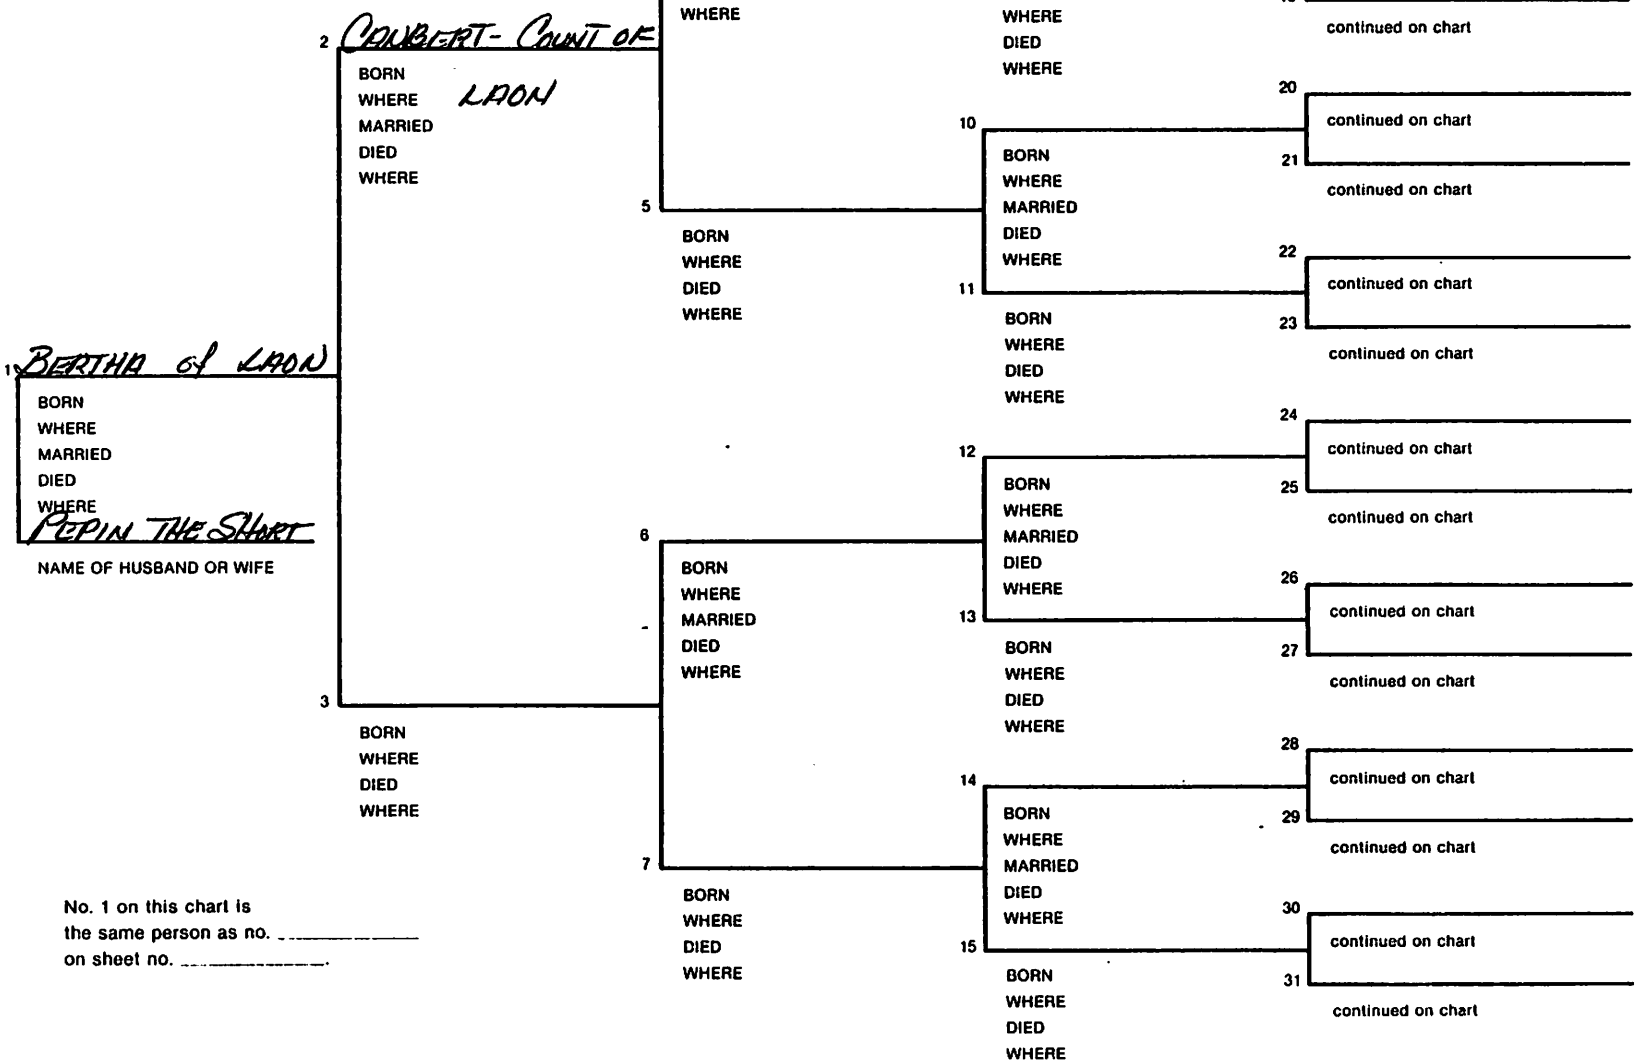 WHERE
2 CANBERT - COUNT OF
BORN
WHERE LAON
MARRIED
DIED
WHERE
1 BERTHA of LAON
BORN
WHERE
MARRIED
DIED
WHERE
PEPIN THE SHORT
NAME OF HUSBAND OR WIFE
3
BORN
WHERE
DIED
WHERE
No. 1 on this chart is
the same person as no.
on sheet no.
5
BORN
WHERE
DIED
WHERE
6
BORN
WHERE
MARRIED
DIED
WHERE
7
BORN
WHERE
DIED
WHERE
WHERE
DIED
WHERE
10
BORN
WHERE
MARRIED
DIED
WHERE
11
BORN
WHERE
DIED
WHERE
12
BORN
WHERE
MARRIED
DIED
WHERE
13
BORN
WHERE
DIED
WHERE
14
BORN
WHERE
MARRIED
DIED
WHERE
15
BORN
WHERE
DIED
WHERE
continued on chart
20
continued on chart
21
continued on chart
22
continued on chart
23
continued on chart
24
continued on chart
25
continued on chart
26
continued on chart
27
continued on chart
28
continued on chart
29
continued on chart
30
continued on chart
31
continued on chart